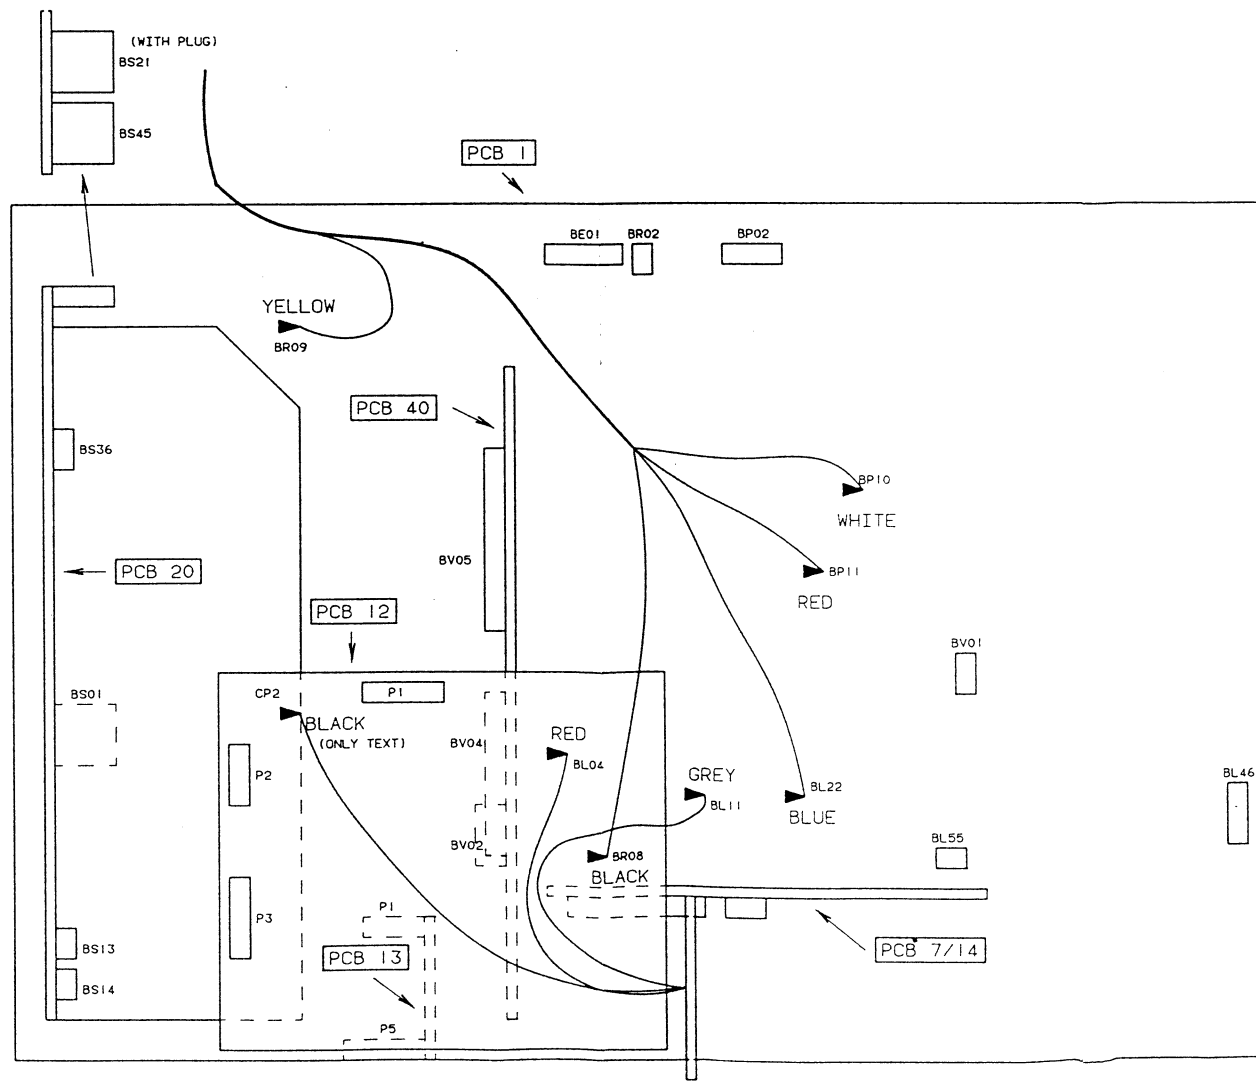 (WITH PLUG)
BS21
BS45
PCB 1
BE01
BR02
BP02
YELLOW
BR09
PCB 40
BS36
BP10
WHITE
BV05
PCB 20
BP11
RED
PCB 12
BV01
BS01
CP2
P1
BLACK
(ONLY TEXT)
BV04
RED
BL04
P2
GREY
BL11
BL22
BLUE
BL46
BV02
BL55
BR08
BLACK
P3
P1
BS13
PCB 13
PCB 7/14
BS14
P5